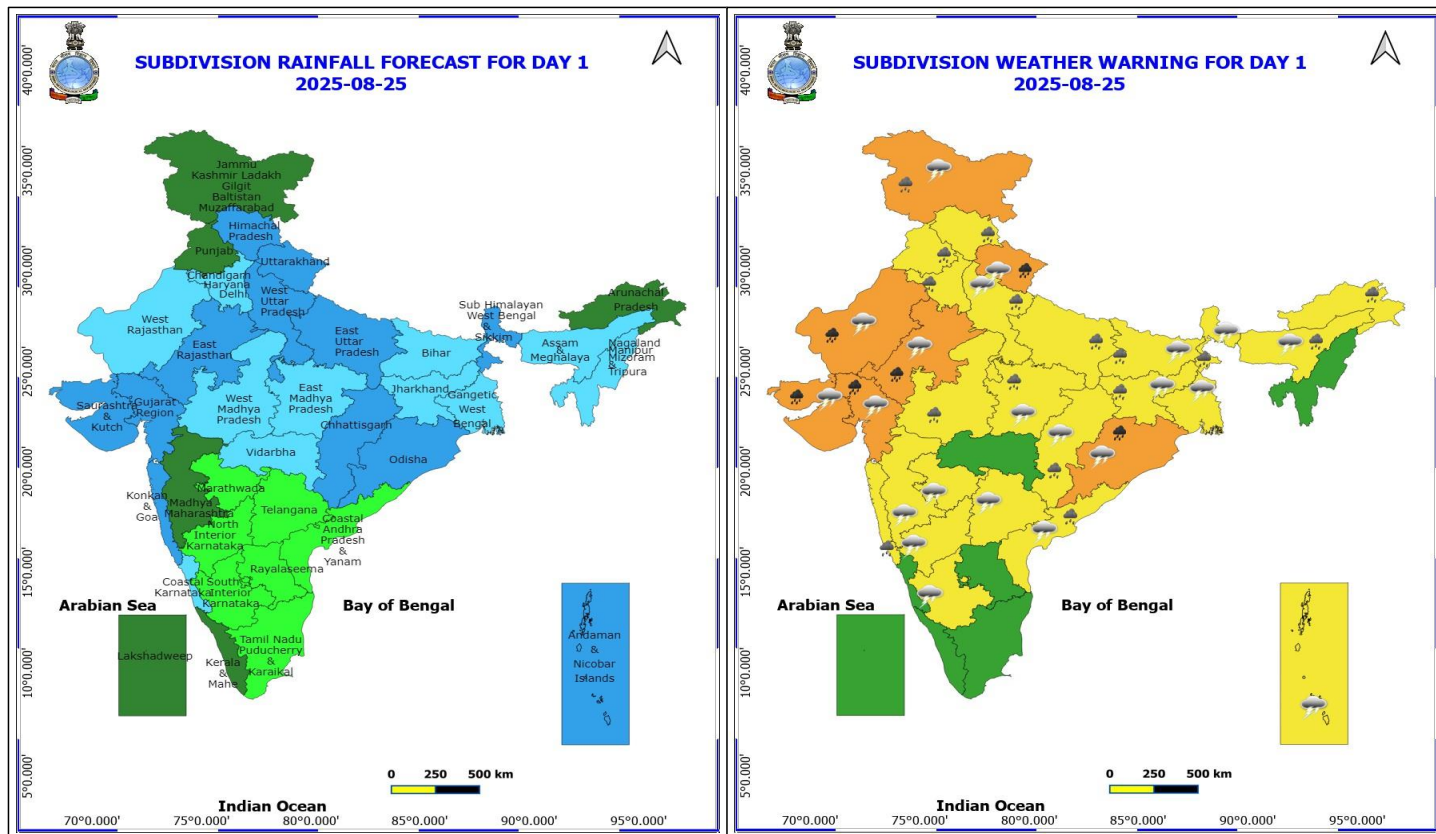 SUBDIVISION RAINFALL FORECAST FOR DAY 1
2025-08-25
40°0.000'
35°0.000'
30°0.000'
25°0.000'
20°0.000'
15°0.000'
10°0.000'
5°0.000'
Jammu
Kashmir Ladakh
Gilgit
Baltistan
Muzaffarabad
Himachal
Pradesh
Punjab
Uttarakhand
Chandigarh
Haryana
Delhi
West
Uttar
Pradesh
West
Rajasthan
East
Rajasthan
East
Uttar
Pradesh
Sub Himalayan
West Bengal
&
Sikkim
Arunachal
Pradesh
Assam
&
Meghalaya
Nagaland
Manipur
Mizoram
&
Tripura
Bihar
Jharkhand
Gangetic
West
Bengal
Saurashtra
&
Kutch
Gujarat
Region
West
Madhya
Pradesh
East
Madhya
Pradesh
Chhattisgarh
Odisha
Vidarbha
Konkan
&
Goa
Madhya
Maharashtra
Marathwada
Telangana
North
Interior
Karnataka
Coastal
Andhra
Pradesh
&
Yanam
Rayalaseema
Coastal
Karnataka
South
Interior
Karnataka
Arabian Sea
Bay of Bengal
Lakshadweep
Kerala
&
Mahe
Tamil Nadu
Puducherry
&
Karaikal
Andaman
&
Nicobar
Islands
0 250 500 km
Indian Ocean
70°0.000' 75°0.000' 80°0.000' 85°0.000' 90°0.000' 95°0.000'
SUBDIVISION WEATHER WARNING FOR DAY 1
2025-08-25
40°0.000'
35°0.000'
30°0.000'
25°0.000'
20°0.000'
15°0.000'
10°0.000'
5°0.000'
Arabian Sea
Bay of Bengal
0 250 500 km
Indian Ocean
70°0.000' 75°0.000' 80°0.000' 85°0.000' 90°0.000' 95°0.000'